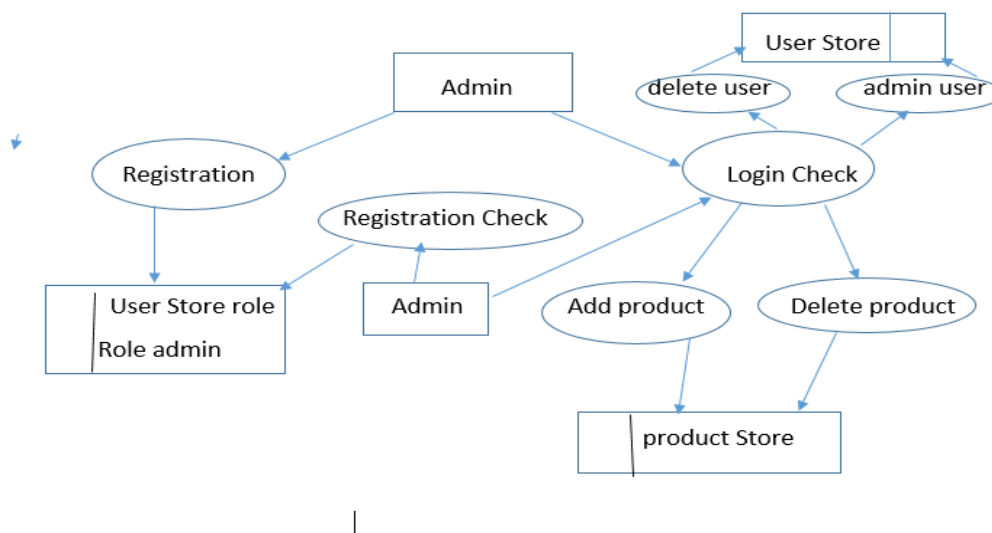 User Store
Admin
delete user
admin user
Registration
Login Check
Registration Check
User Store role
Role admin
Admin
Add product
Delete product
product Store